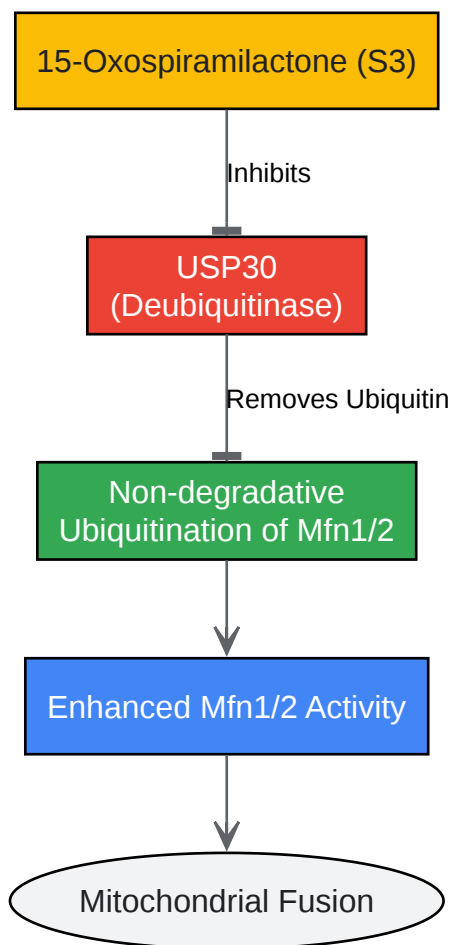 15-Oxospiramilactone (S3)
Inhibits
USP30
(Deubiquitinase)
Removes Ubiquitin
Non-degradative
Ubiquitination of Mfn1/2
Enhanced Mfn1/2 Activity
Mitochondrial Fusion